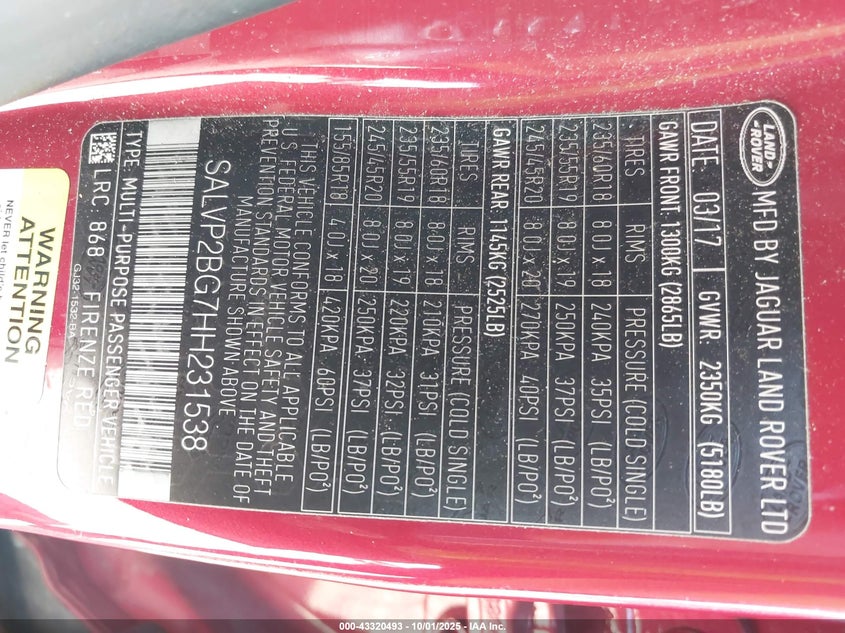 LAND-
ROVER
MFD BY JAGUAR LAND ROVER LTD
DATE: 03/17 GVWR: 2350KG (5180LB)
GAWR FRONT: 1300KG (2865LB)
TIRES RIMS PRESSURE (COLD SINGLE)
235/60R18 8.0J x 18 240KPA 35PSI (LB/PO²)
235/55R19 8.0J x 19 250KPA 37PSI (LB/PO²)
245/45R20 8.0J x 20 270KPA 40PSI (LB/PO²)
GAWR REAR: 1145KG (2525LB)
TIRES RIMS PRESSURE (COLD SINGLE)
235/60R18 8.0J x 18 210KPA 31PSI (LB/PO²)
235/55R19 8.0J x 19 220KPA 32PSI (LB/PO²)
245/45R20 8.0J x 20 250KPA 37PSI (LB/PO²)
155/85R18 4.0J x 18 420KPA 60PSI (LB/PO²)
THIS VEHICLE CONFORMS TO ALL APPLICABLE
U S FEDERAL MOTOR VEHICLE SAFETY AND THEFT
PREVENTION STANDARDS IN EFFECT ON THE DATE OF
MANUFACTURE SHOWN ABOVE
SALVP2BG7HH231538
TYPE: MULTI-PURPOSE PASSENGER VEHICLE
LRC: 868 FIRENZE RED
GJ32-1532-BA
WARNING
ATTENTION
NEVER let child
000-43320493 - 10/01/2025 - IAA Inc.